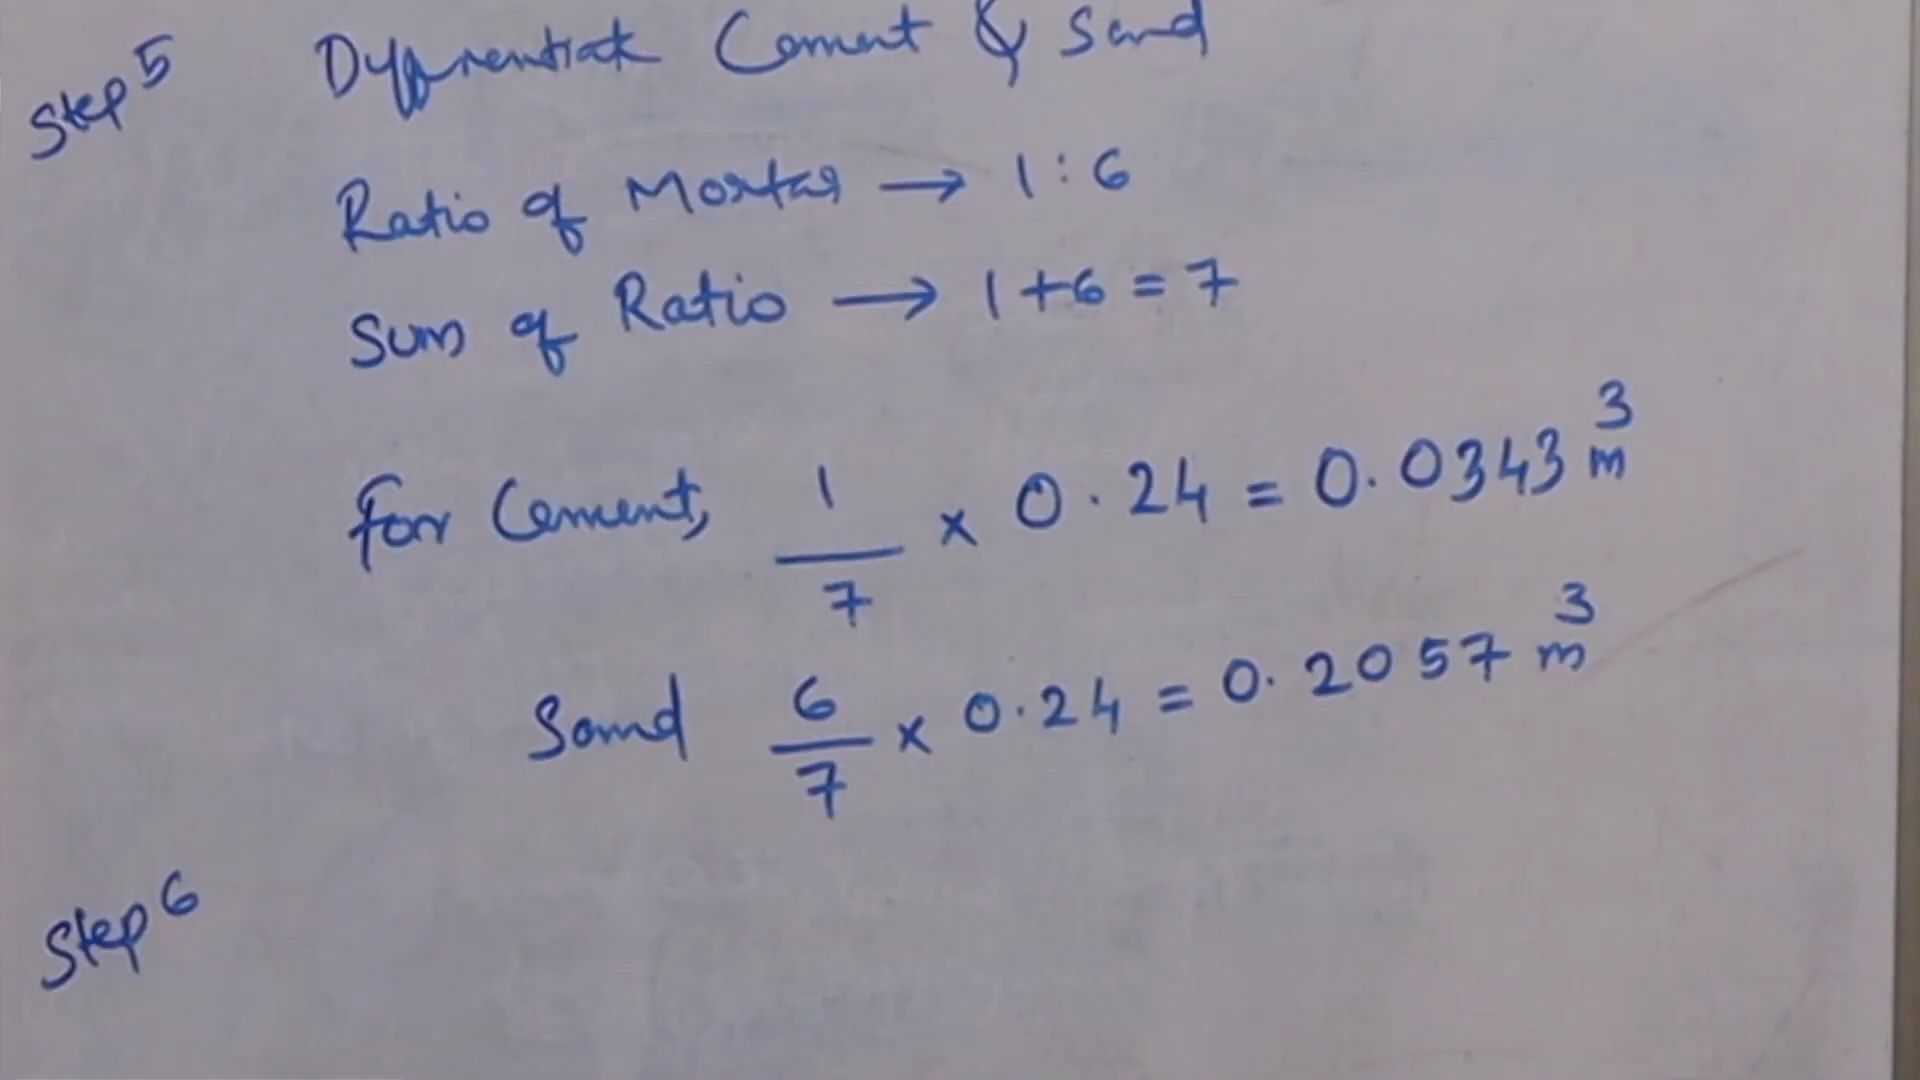 Step 5 Differentiate Cement & Sand
Ratio of Mortar → 1:6
Sum of Ratio → 1+6=7
For Cement, 1/7 x 0.24 = 0.0343 m³
Sand 6/7 x 0.24 = 0.2057 m³
Step 6